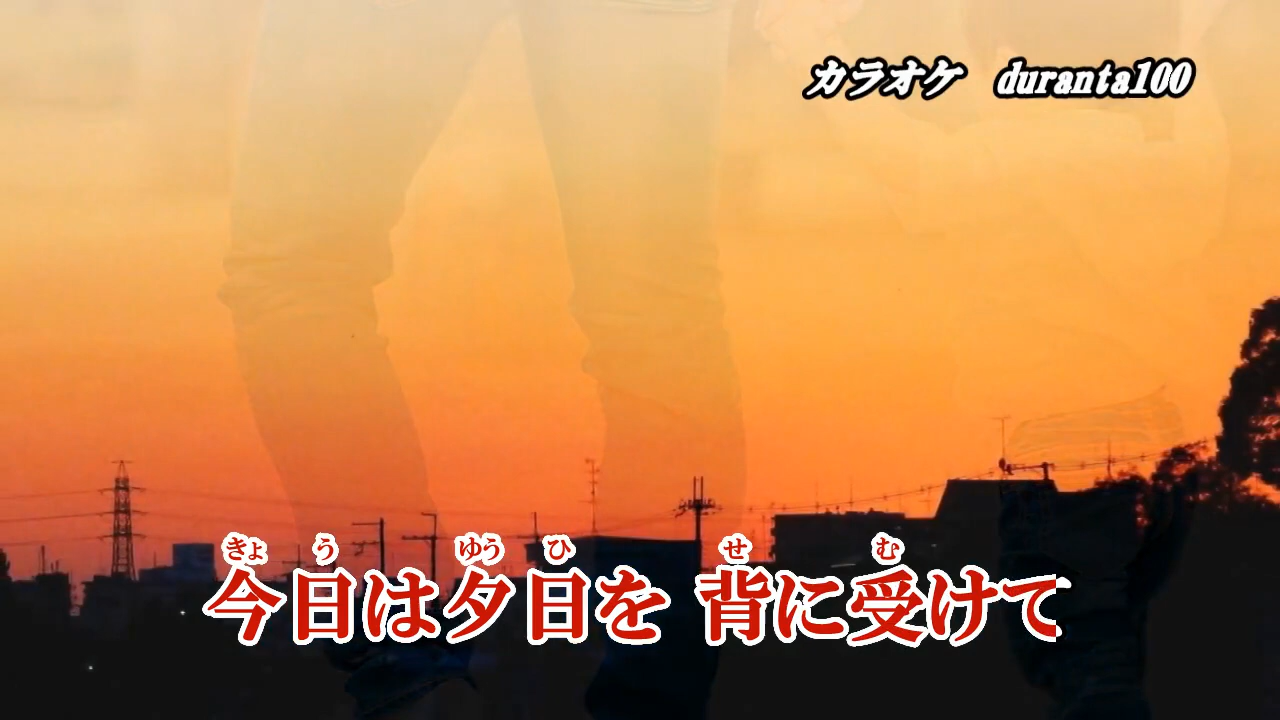 カラオケ duranta100
きょ う ゆう ひ せ む
今日は夕日を 背に受けて